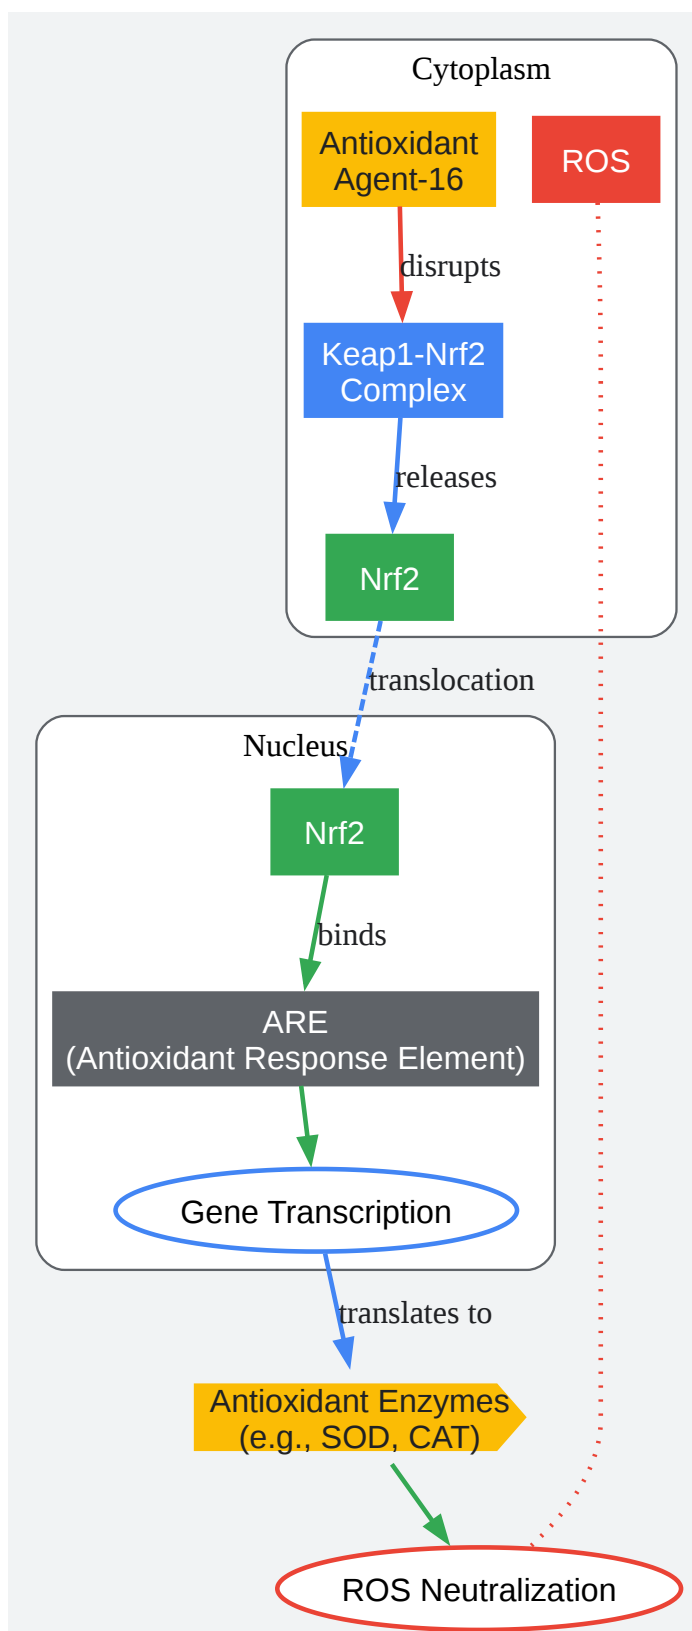 Cytoplasm
Antioxidant
Agent-16
ROS
disrupts
Keap1-Nrf2
Complex
releases
Nrf2
translocation
Nucleus
Nrf2
binds
ARE
(Antioxidant Response Element)
Gene Transcription
translates to
Antioxidant Enzymes
(e.g., SOD, CAT)
ROS Neutralization